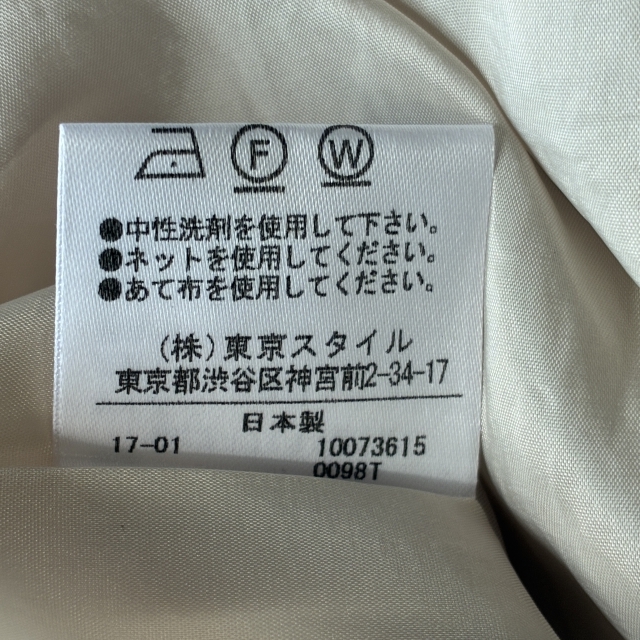 F W
●中性洗剤を使用して下さい。
●ネットを使用してください。
●あて布を使用してください。
(株)東京スタイル
東京都渋谷区神宮前2-34-17
日本製
17-01 10073615
0098T